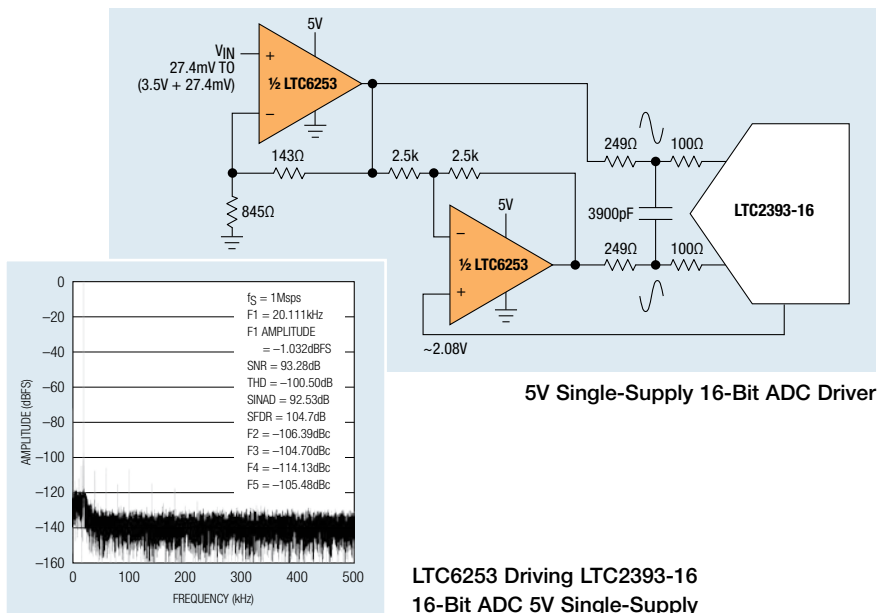 5V
VIN
27.4mV TO
(3.5V + 27.4mV)
+
½ LTC6253
–
143Ω
2.5k
2.5k
845Ω
5V
–
½ LTC6253
+
~2.08V
249Ω
100Ω
3900pF
249Ω
100Ω
LTC2393-16
5V Single-Supply 16-Bit ADC Driver
AMPLITUDE (dBFS)
0
–20
–40
–60
–80
–100
–120
–140
–160
0
100
200
300
400
500
FREQUENCY (kHz)
fS = 1Msps
F1 = 20.111kHz
F1 AMPLITUDE
= –1.032dBFS
SNR = 93.28dB
THD = –100.50dB
SINAD = 92.53dB
SFDR = 104.7dB
F2 = –106.39dBc
F3 = –104.70dBc
F4 = –114.13dBc
F5 = –105.48dBc
LTC6253 Driving LTC2393-16
16-Bit ADC 5V Single-Supply